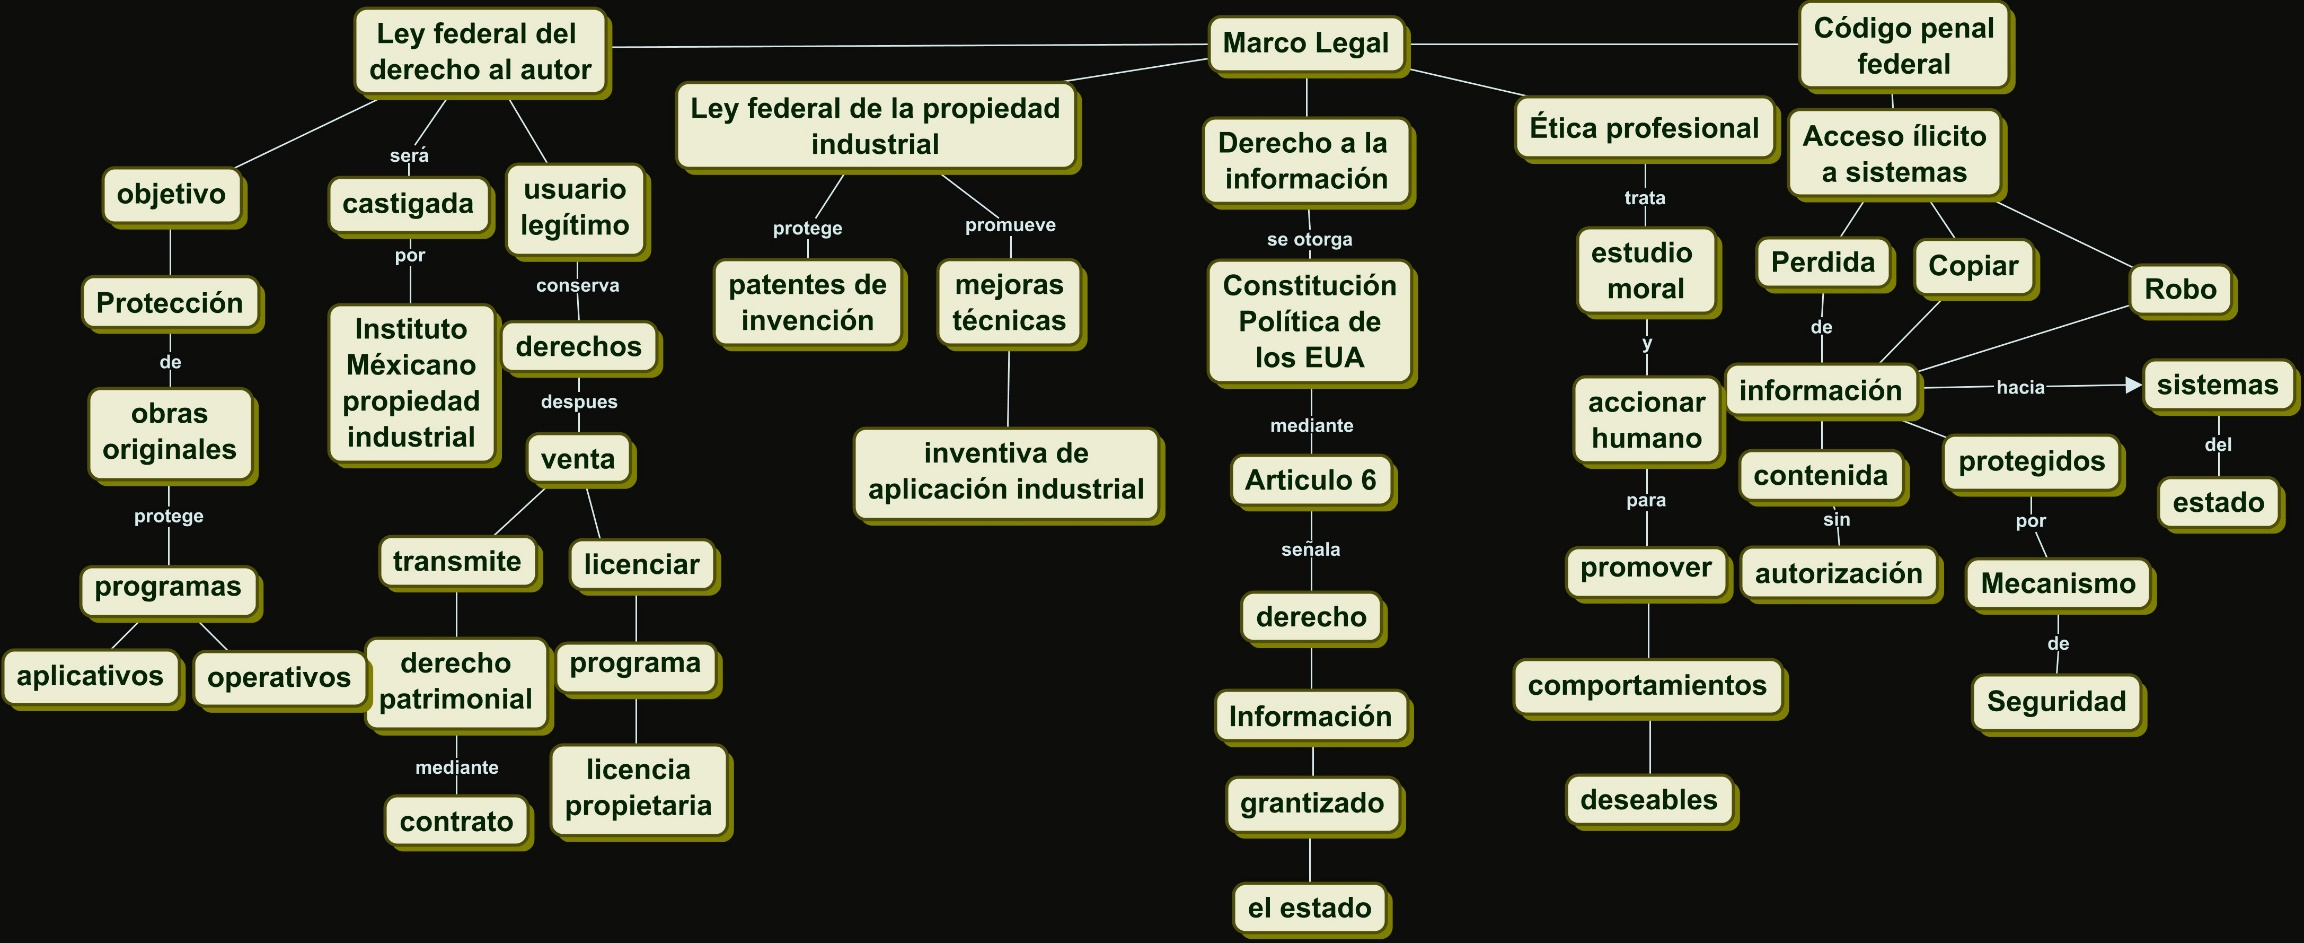 Ley federal del
derecho al autor
Marco Legal
Código penal
federal
Ley federal de la propiedad
industrial
Derecho a la
información
Ética profesional
Acceso ílicito
a sistemas
será
objetivo
castigada
usuario
legítimo
protege
promueve
se otorga
trata
Perdida
Copiar
Robo
por
conserva
patentes de
invención
mejoras
técnicas
Constitución
Política de
los EUA
estudio
moral
Protección
Instituto
Méxicano
propiedad
industrial
derechos
de
y
de
obras
originales
despues
venta
inventiva de
aplicación industrial
mediante
Articulo 6
accionar
humano
información
hacia
sistemas
contenida
protegidos
del
estado
protege
programas
transmite
licenciar
señala
derecho
para
promover
sin
autorización
por
Mecanismo
aplicativos
operativos
derecho
patrimonial
programa
Información
comportamientos
de
Seguridad
mediante
contrato
licencia
propietaria
grantizado
deseables
el estado